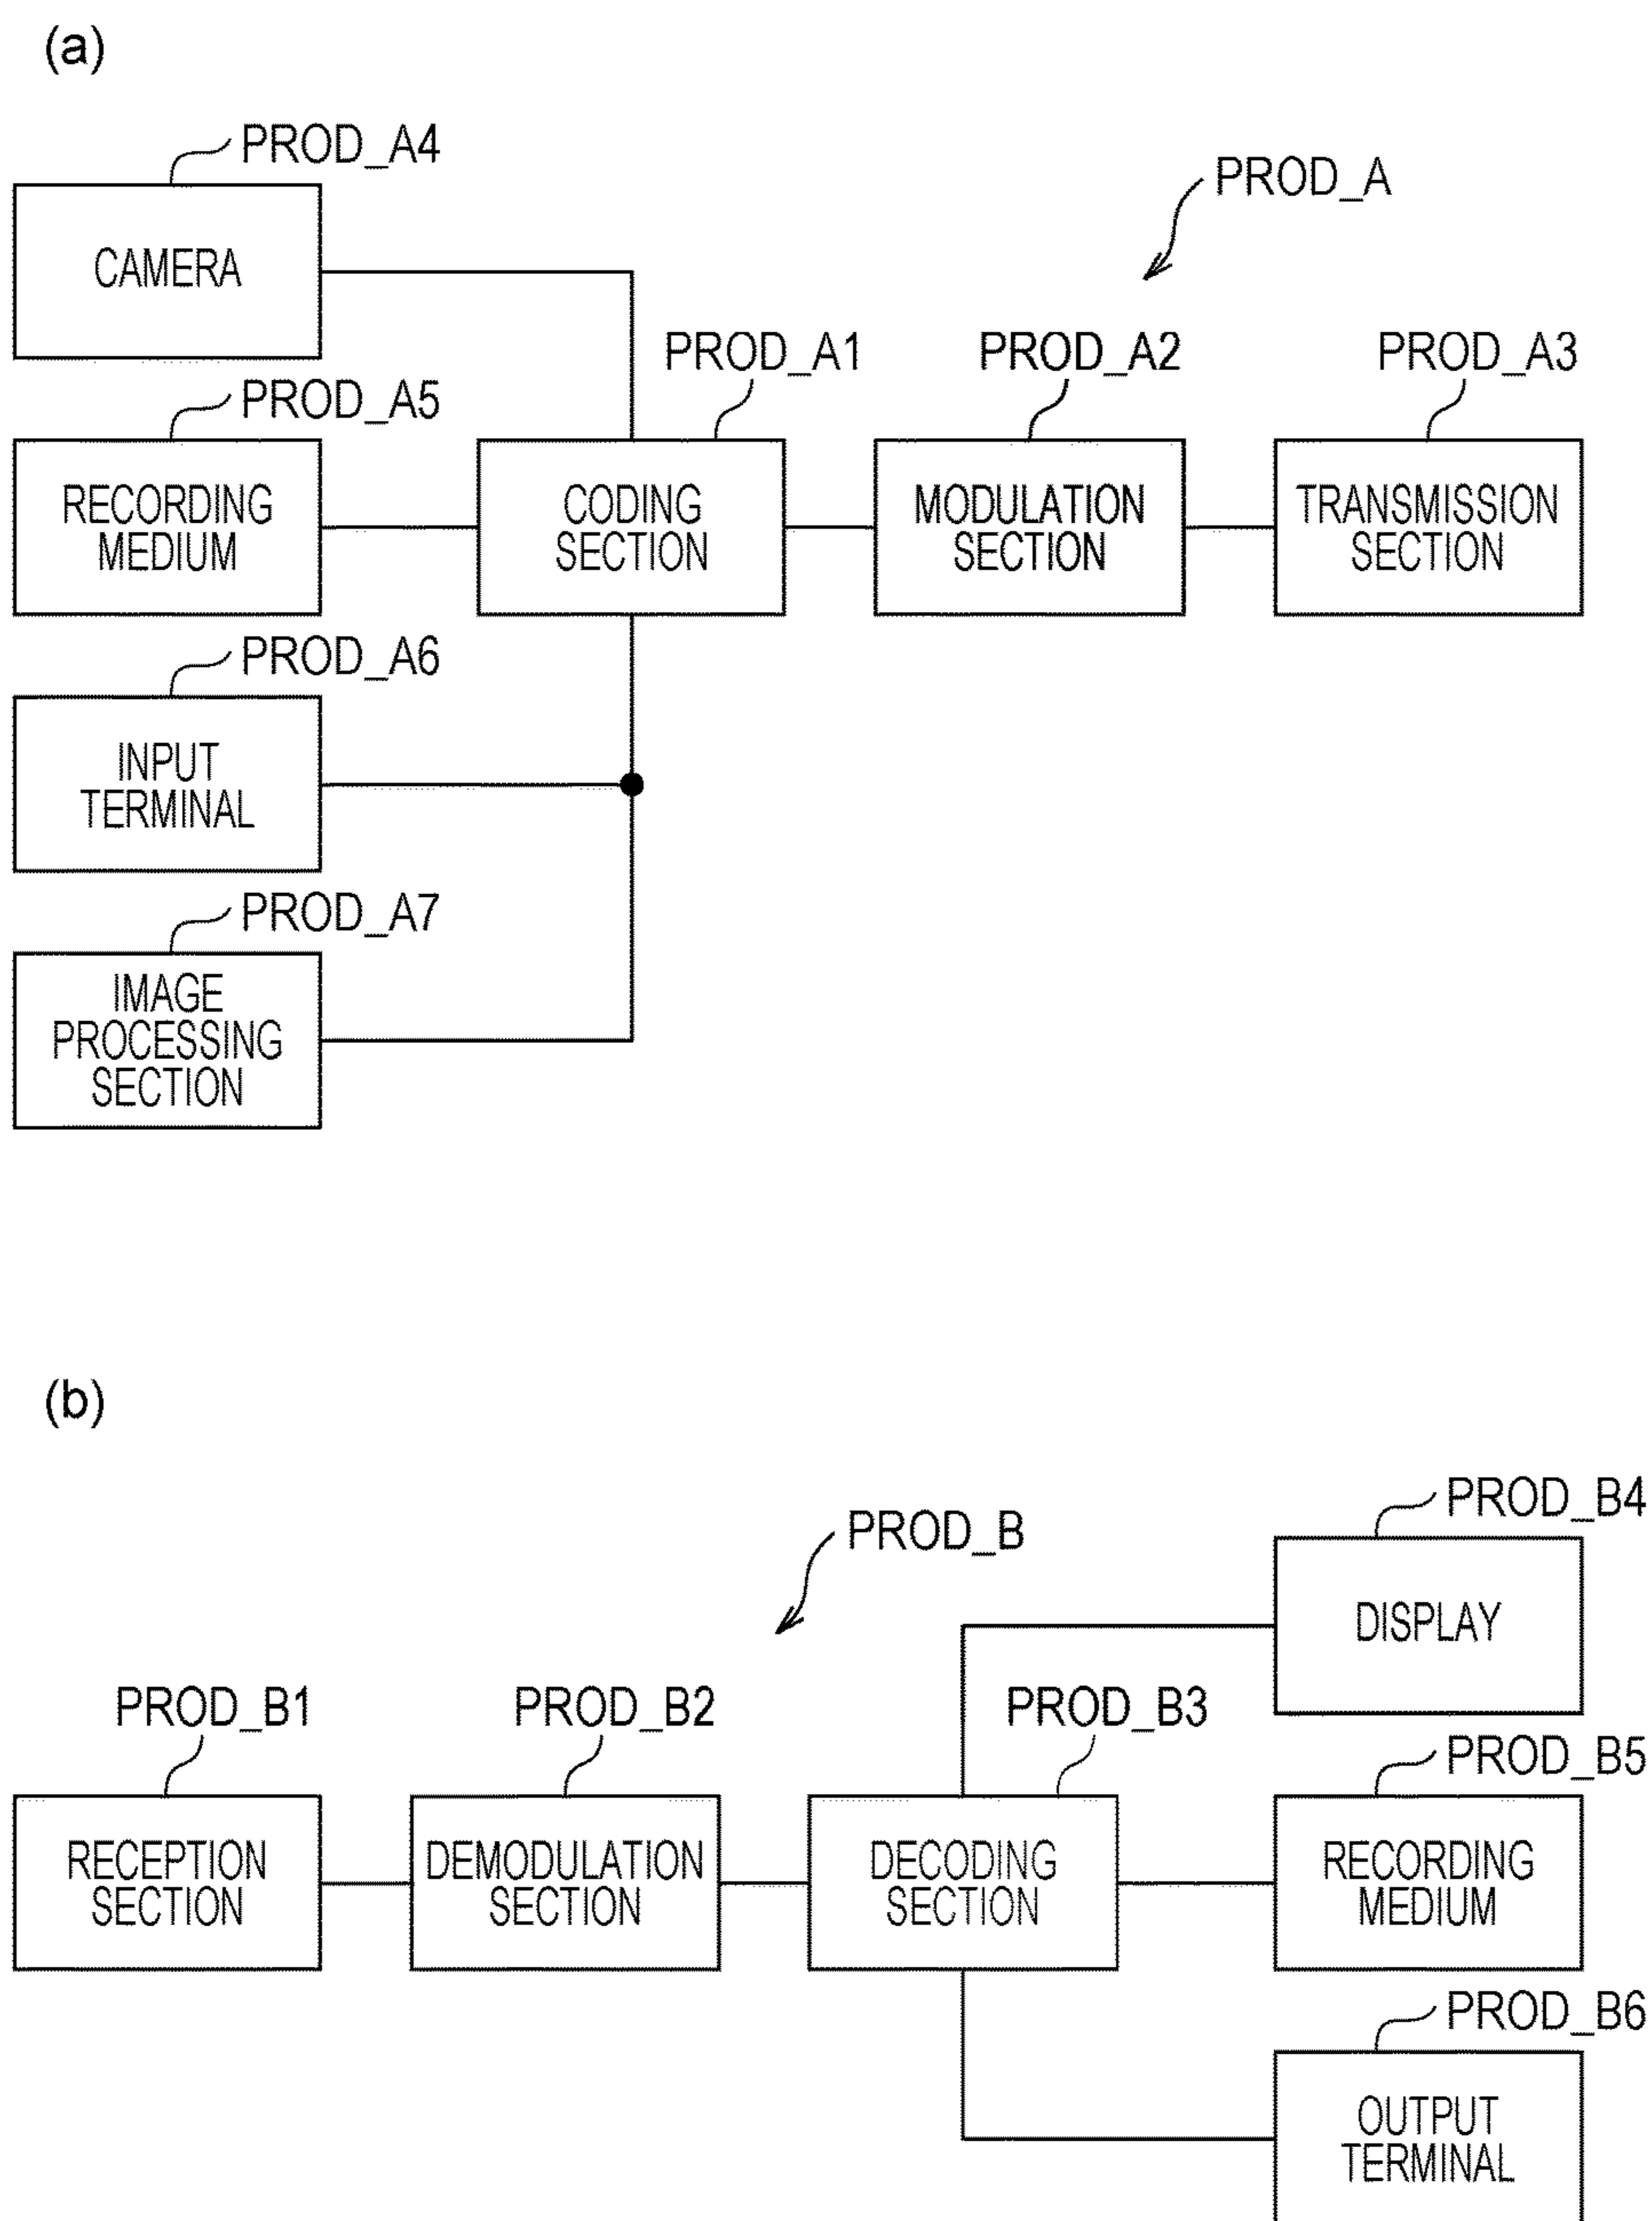 (a)
PROD_A4
CAMERA
PROD_A
PROD_A1
PROD_A2
PROD_A3
PROD_A5
RECORDING
MEDIUM
CODING
SECTION
MODULATION
SECTION
TRANSMISSION
SECTION
PROD_A6
INPUT
TERMINAL
PROD_A7
IMAGE
PROCESSING
SECTION
(b)
PROD_B4
PROD_B
DISPLAY
PROD_B1
PROD_B2
PROD_B3
PROD_B5
RECEPTION
SECTION
DEMODULATION
SECTION
DECODING
SECTION
RECORDING
MEDIUM
PROD_B6
OUTPUT
TERMINAL